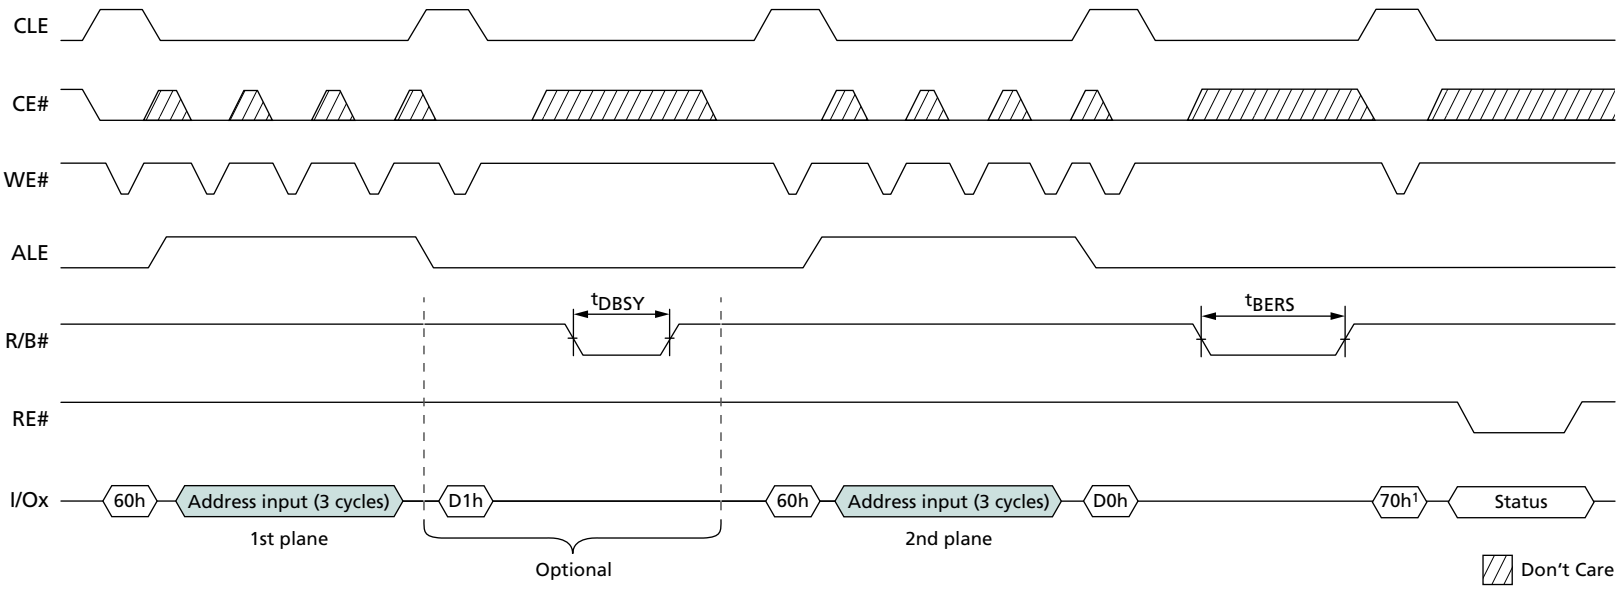 CLE
CE#
WE#
ALE
tDBSY
tBERS
R/B#
RE#
I/Ox
60h
Address input (3 cycles)
D1h
60h
Address input (3 cycles)
D0h
70h¹
Status
1st plane
2nd plane
Optional
Don't Care